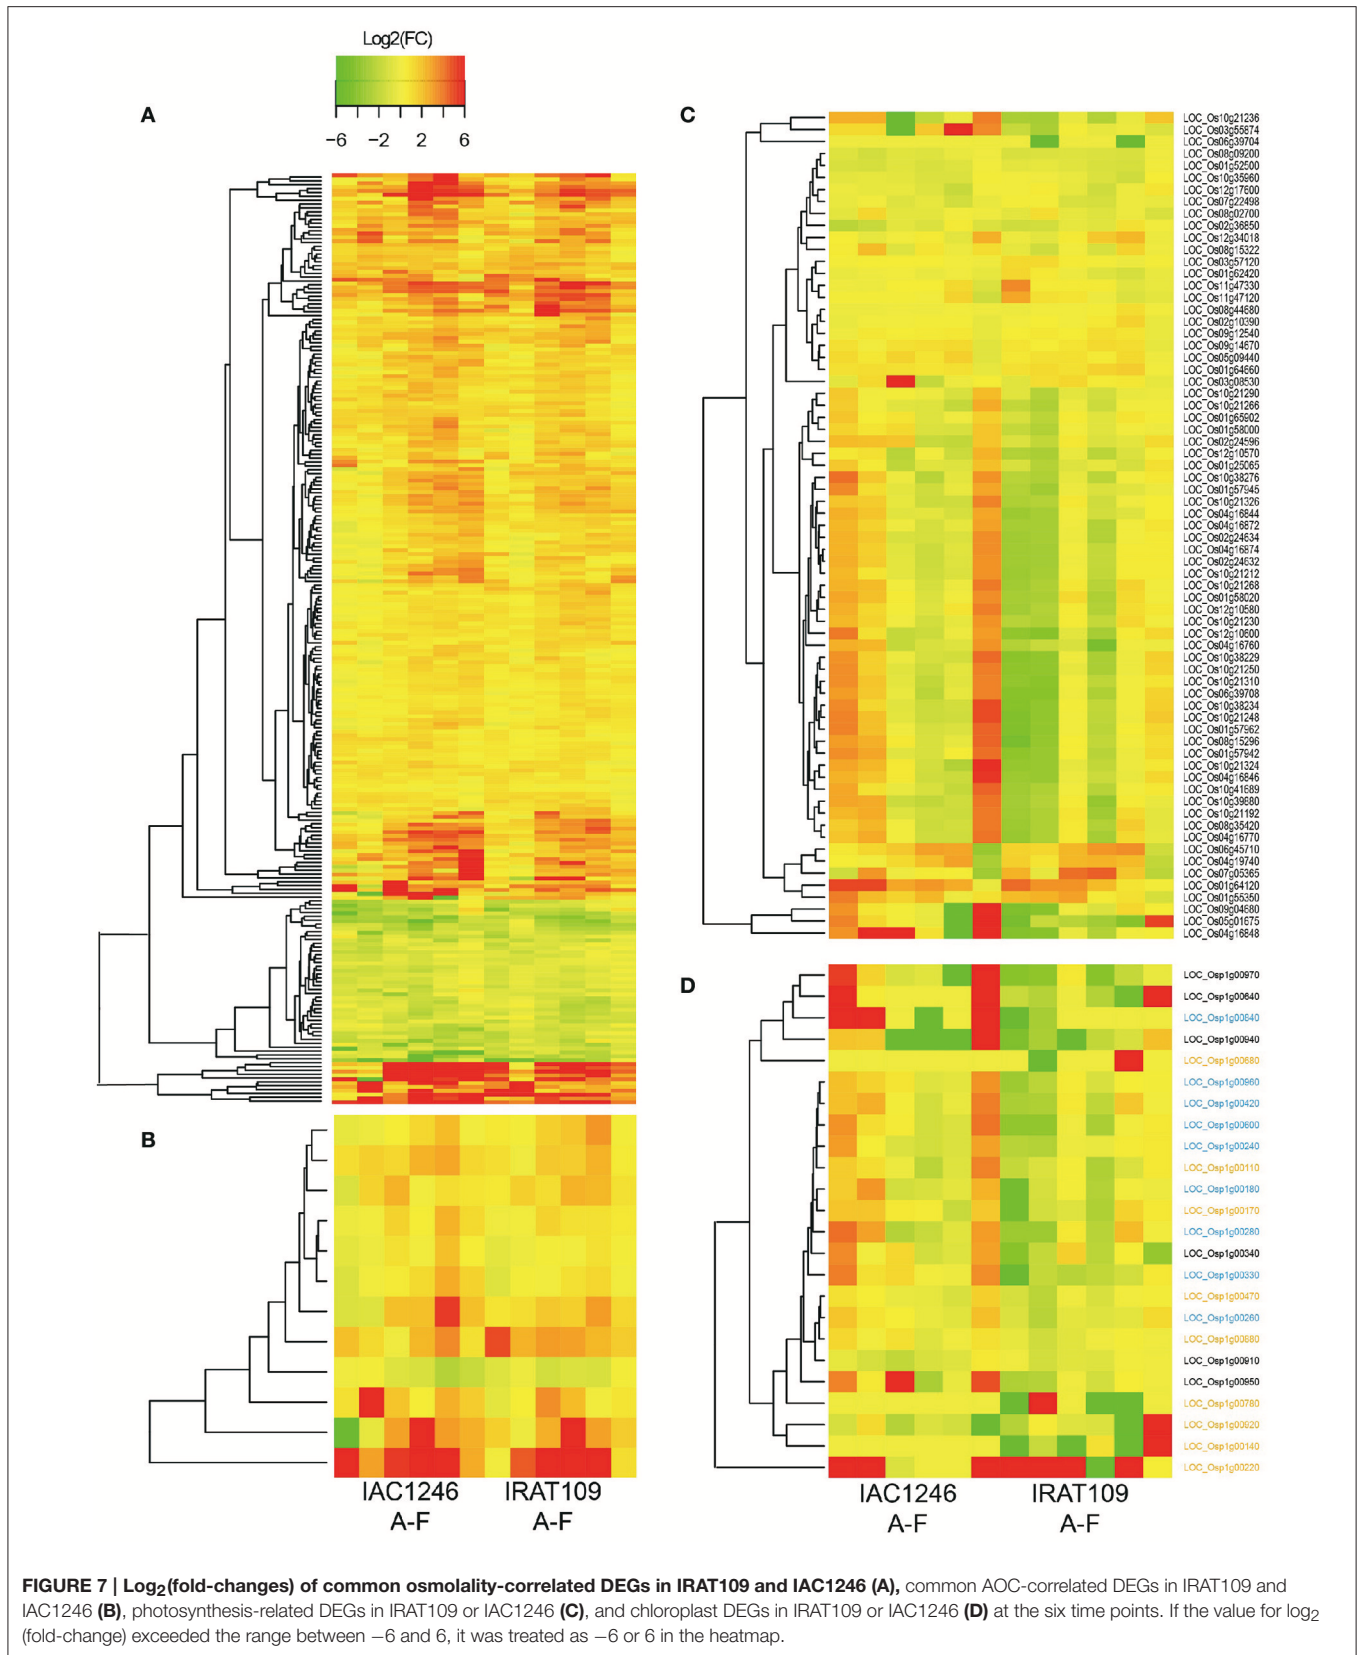 Log2(FC)
−6 −2 2 6
A
B
IAC1246 IRAT109
A-F A-F
C
LOC_Os10g21236
LOC_Os03g55874
LOC_Os06g39704
LOC_Os08g09200
LOC_Os01g52500
LOC_Os10g35960
LOC_Os12g17600
LOC_Os07g22498
LOC_Os08g02700
LOC_Os02g36850
LOC_Os12g34018
LOC_Os08g15322
LOC_Os03g57120
LOC_Os01g62420
LOC_Os11g47330
LOC_Os11g47120
LOC_Os08g44680
LOC_Os02g10390
LOC_Os09g12540
LOC_Os09g14670
LOC_Os05g09440
LOC_Os01g64660
LOC_Os03g08530
LOC_Os10g21290
LOC_Os10g21266
LOC_Os01g65902
LOC_Os01g58000
LOC_Os02g24596
LOC_Os12g10570
LOC_Os01g25065
LOC_Os10g38276
LOC_Os01g57945
LOC_Os10g21326
LOC_Os04g16844
LOC_Os04g16872
LOC_Os02g24634
LOC_Os04g16874
LOC_Os02g24632
LOC_Os10g21212
LOC_Os10g21268
LOC_Os01g58020
LOC_Os12g10580
LOC_Os10g21230
LOC_Os12g10600
LOC_Os04g16760
LOC_Os10g38229
LOC_Os10g21250
LOC_Os10g21310
LOC_Os06g39708
LOC_Os10g38234
LOC_Os10g21248
LOC_Os01g57962
LOC_Os08g15296
LOC_Os01g57942
LOC_Os10g21324
LOC_Os04g16846
LOC_Os10g41689
LOC_Os10g39880
LOC_Os10g21192
LOC_Os08g35420
LOC_Os04g16770
LOC_Os06g45710
LOC_Os04g19740
LOC_Os07g05365
LOC_Os01g64120
LOC_Os01g55350
LOC_Os09g04680
LOC_Os05g01675
LOC_Os04g16848
D
LOC_Osp1g00970
LOC_Osp1g00640
LOC_Osp1g00840
LOC_Osp1g00940
LOC_Osp1g00680
LOC_Osp1g00960
LOC_Osp1g00420
LOC_Osp1g00600
LOC_Osp1g00240
LOC_Osp1g00110
LOC_Osp1g00180
LOC_Osp1g00170
LOC_Osp1g00280
LOC_Osp1g00340
LOC_Osp1g00330
LOC_Osp1g00470
LOC_Osp1g00260
LOC_Osp1g00880
LOC_Osp1g00910
LOC_Osp1g00950
LOC_Osp1g00780
LOC_Osp1g00920
LOC_Osp1g00140
LOC_Osp1g00220
IAC1246 IRAT109
A-F A-F
FIGURE 7 | Log2(fold-changes) of common osmolality-correlated DEGs in IRAT109 and IAC1246 (A), common AOC-correlated DEGs in IRAT109 and
IAC1246 (B), photosynthesis-related DEGs in IRAT109 or IAC1246 (C), and chloroplast DEGs in IRAT109 or IAC1246 (D) at the six time points. If the value for log2
(fold-change) exceeded the range between −6 and 6, it was treated as −6 or 6 in the heatmap.